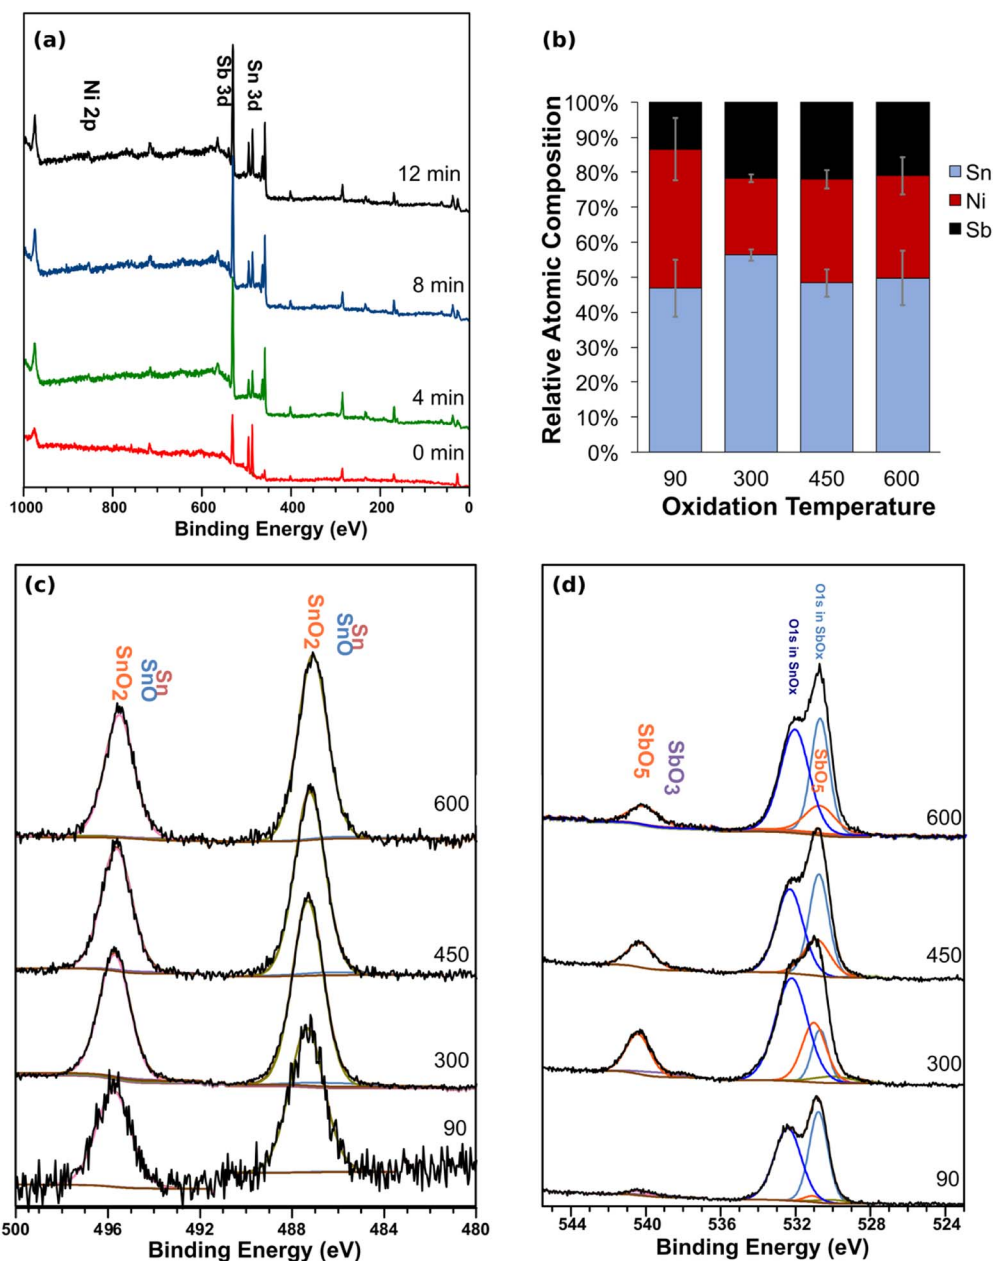 (a)
Ni 2p
Sb 3d
Sn 3d
12 min
8 min
4 min
0 min
1000 800 600 400 200 0
Binding Energy (eV)
(b)
Relative Atomic Composition
100%
90%
80%
70%
60%
50%
40%
30%
20%
10%
0%
90 300 450 600
Oxidation Temperature
Sn
Ni
Sb
(c)
SnO2
SnO
Sn
SnO2
SnO
Sn
600
450
300
90
500 496 492 488 484 480
Binding Energy (eV)
(d)
O1s in SnOx
O1s in SbOx
SbO5
SbO3
SbO5
600
450
300
90
544 540 536 532 528 524
Binding Energy (eV)